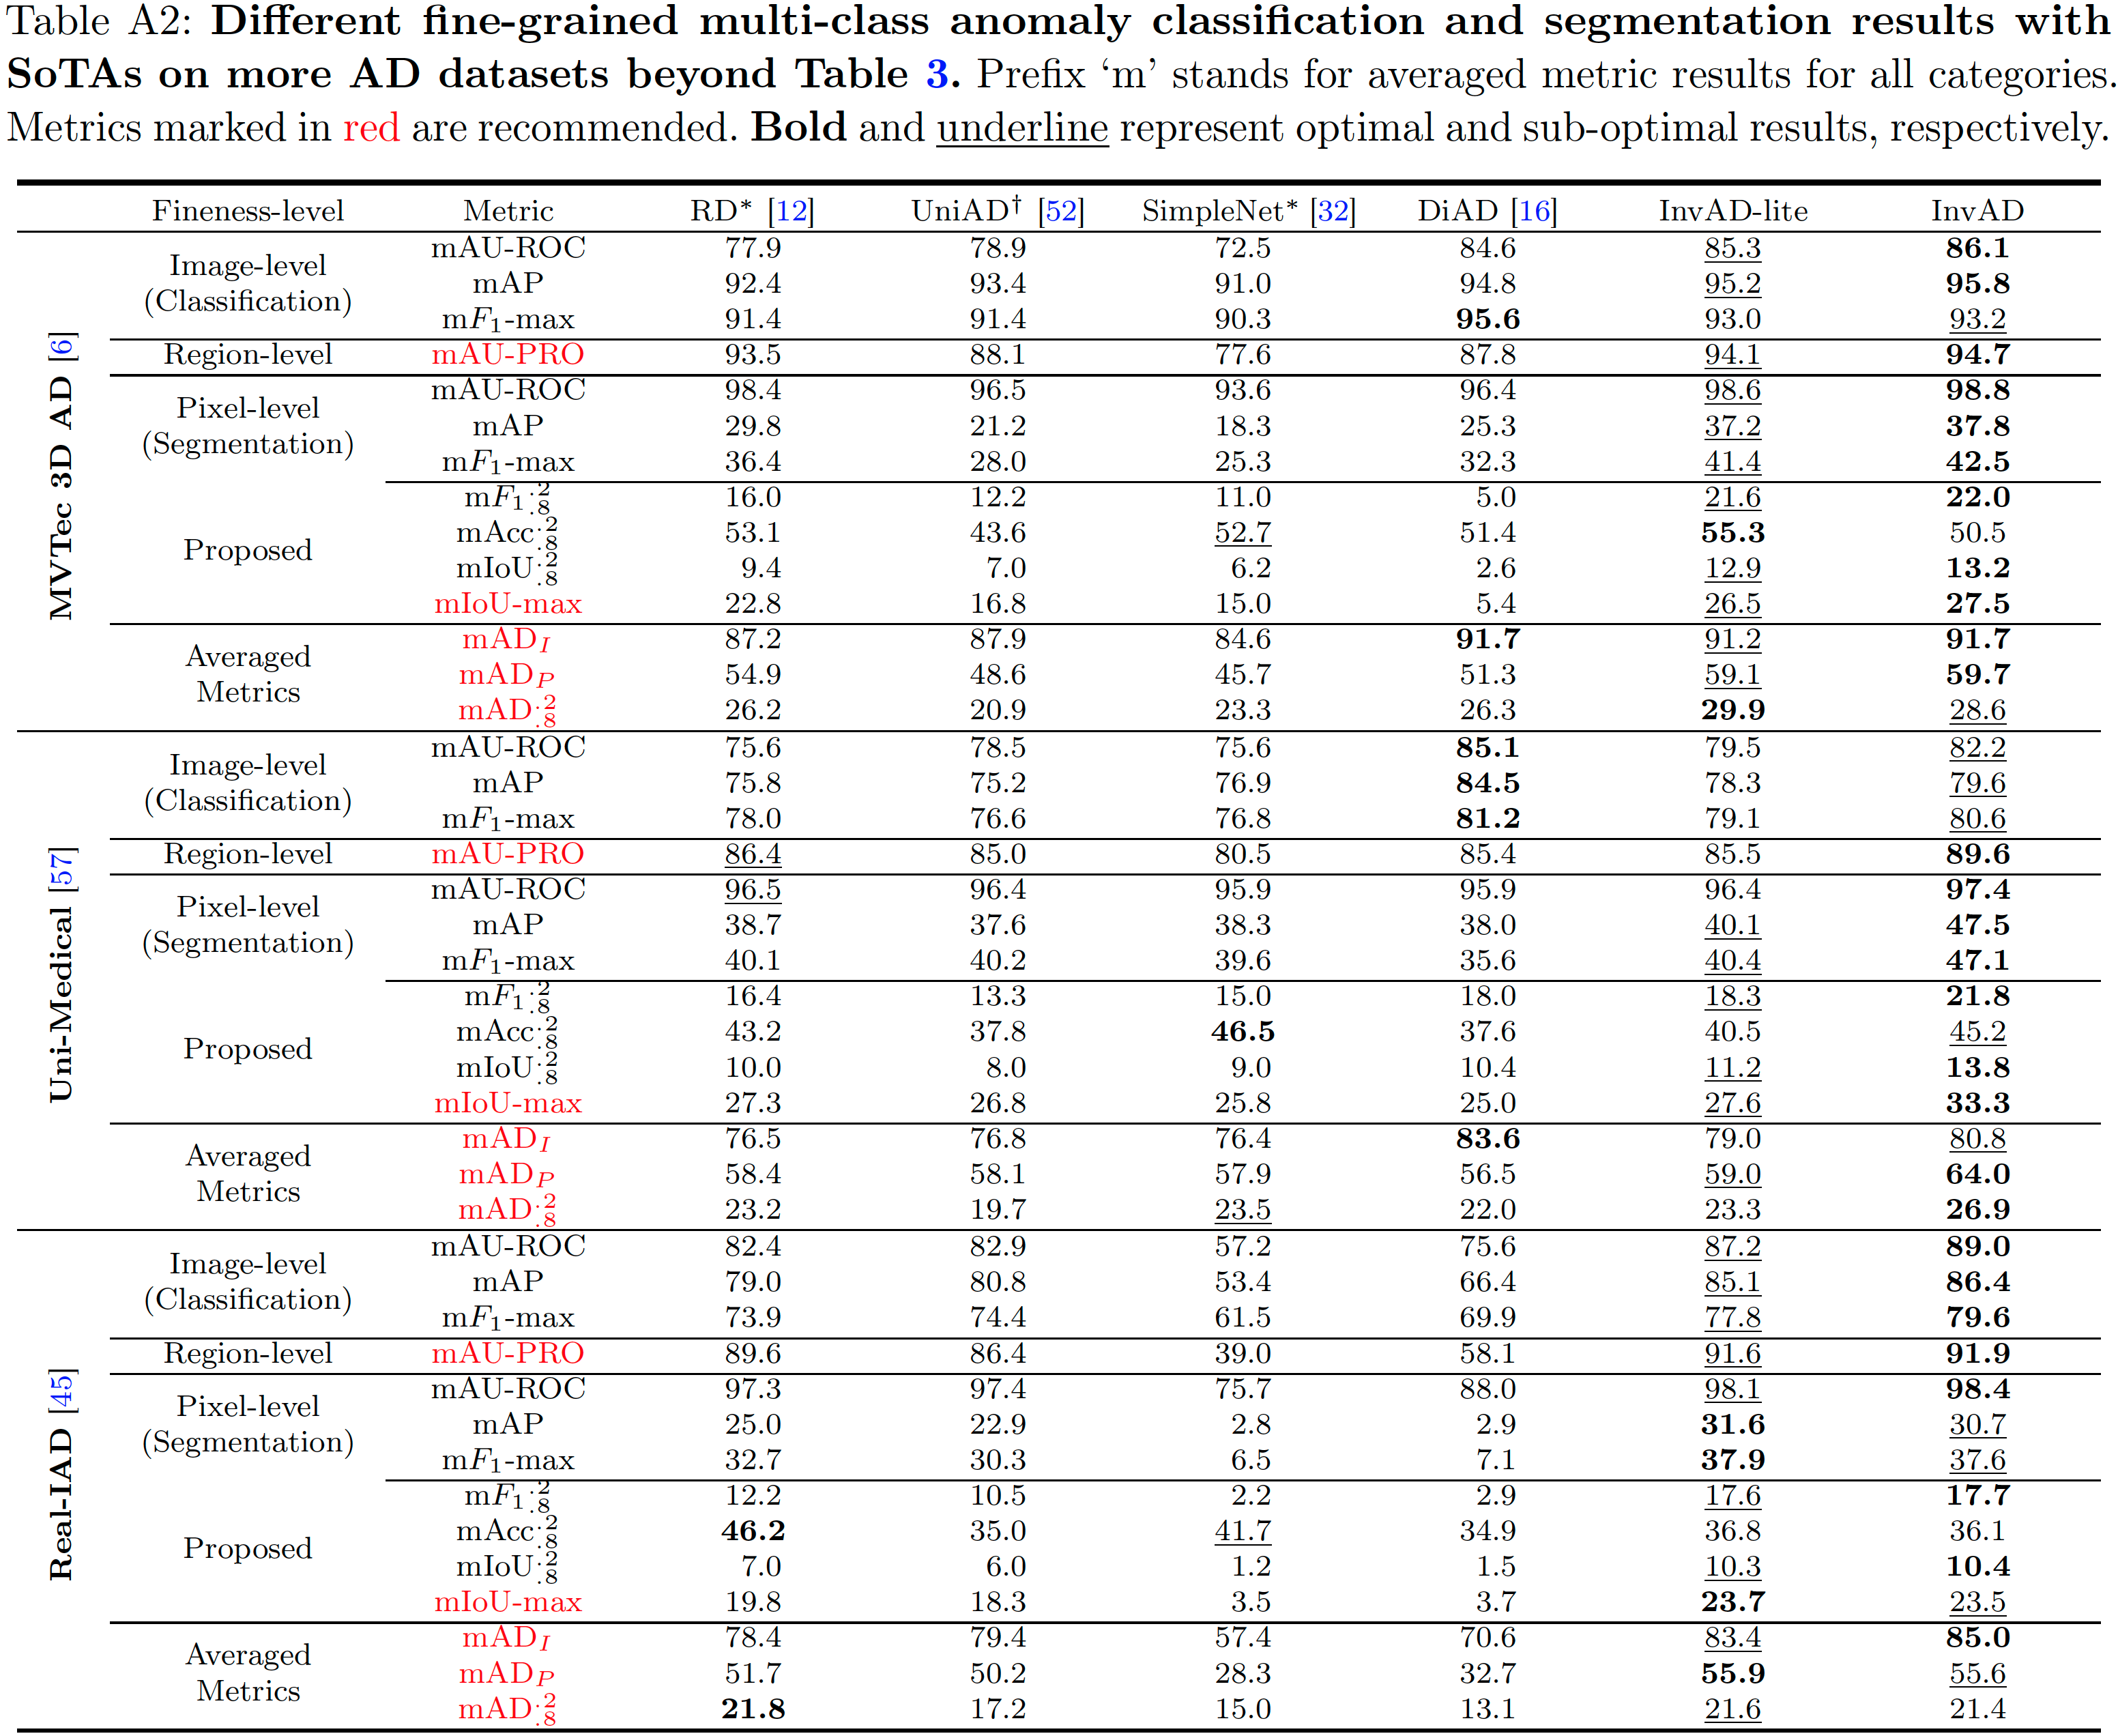 Table A2: Different fine-grained multi-class anomaly classification and segmentation results with
SoTAs on more AD datasets beyond Table 3. Prefix ‘m’ stands for averaged metric results for all categories.
Metrics marked in red are recommended. Bold and underline represent optimal and sub-optimal results, respectively.
Fineness-level Metric RD* [12] UniAD† [52] SimpleNet* [32] DiAD [16] InvAD-lite InvAD
MVTec 3D AD [6]
Image-level
(Classification)
mAU-ROC 77.9 78.9 72.5 84.6 85.3 86.1
mAP 92.4 93.4 91.0 94.8 95.2 95.8
mF1-max 91.4 91.4 90.3 95.6 93.0 93.2
Region-level mAU-PRO 93.5 88.1 77.6 87.8 94.1 94.7
Pixel-level
(Segmentation)
mAU-ROC 98.4 96.5 93.6 96.4 98.6 98.8
mAP 29.8 21.2 18.3 25.3 37.2 37.8
mF1-max 36.4 28.0 25.3 32.3 41.4 42.5
Proposed
mF1.2.8 16.0 12.2 11.0 5.0 21.6 22.0
mAcc.2.8 53.1 43.6 52.7 51.4 55.3 50.5
mIoU.2.8 9.4 7.0 6.2 2.6 12.9 13.2
mIoU-max 22.8 16.8 15.0 5.4 26.5 27.5
Averaged
Metrics
mADI 87.2 87.9 84.6 91.7 91.2 91.7
mADP 54.9 48.6 45.7 51.3 59.1 59.7
mAD.2.8 26.2 20.9 23.3 26.3 29.9 28.6
Uni-Medical [57]
Image-level
(Classification)
mAU-ROC 75.6 78.5 75.6 85.1 79.5 82.2
mAP 75.8 75.2 76.9 84.5 78.3 79.6
mF1-max 78.0 76.6 76.8 81.2 79.1 80.6
Region-level mAU-PRO 86.4 85.0 80.5 85.4 85.5 89.6
Pixel-level
(Segmentation)
mAU-ROC 96.5 96.4 95.9 95.9 96.4 97.4
mAP 38.7 37.6 38.3 38.0 40.1 47.5
mF1-max 40.1 40.2 39.6 35.6 40.4 47.1
Proposed
mF1.2.8 16.4 13.3 15.0 18.0 18.3 21.8
mAcc.2.8 43.2 37.8 46.5 37.6 40.5 45.2
mIoU.2.8 10.0 8.0 9.0 10.4 11.2 13.8
mIoU-max 27.3 26.8 25.8 25.0 27.6 33.3
Averaged
Metrics
mADI 76.5 76.8 76.4 83.6 79.0 80.8
mADP 58.4 58.1 57.9 56.5 59.0 64.0
mAD.2.8 23.2 19.7 23.5 22.0 23.3 26.9
Real-IAD [45]
Image-level
(Classification)
mAU-ROC 82.4 82.9 57.2 75.6 87.2 89.0
mAP 79.0 80.8 53.4 66.4 85.1 86.4
mF1-max 73.9 74.4 61.5 69.9 77.8 79.6
Region-level mAU-PRO 89.6 86.4 39.0 58.1 91.6 91.9
Pixel-level
(Segmentation)
mAU-ROC 97.3 97.4 75.7 88.0 98.1 98.4
mAP 25.0 22.9 2.8 2.9 31.6 30.7
mF1-max 32.7 30.3 6.5 7.1 37.9 37.6
Proposed
mF1.2.8 12.2 10.5 2.2 2.9 17.6 17.7
mAcc.2.8 46.2 35.0 41.7 34.9 36.8 36.1
mIoU.2.8 7.0 6.0 1.2 1.5 10.3 10.4
mIoU-max 19.8 18.3 3.5 3.7 23.7 23.5
Averaged
Metrics
mADI 78.4 79.4 57.4 70.6 83.4 85.0
mADP 51.7 50.2 28.3 32.7 55.9 55.6
mAD.2.8 21.8 17.2 15.0 13.1 21.6 21.4